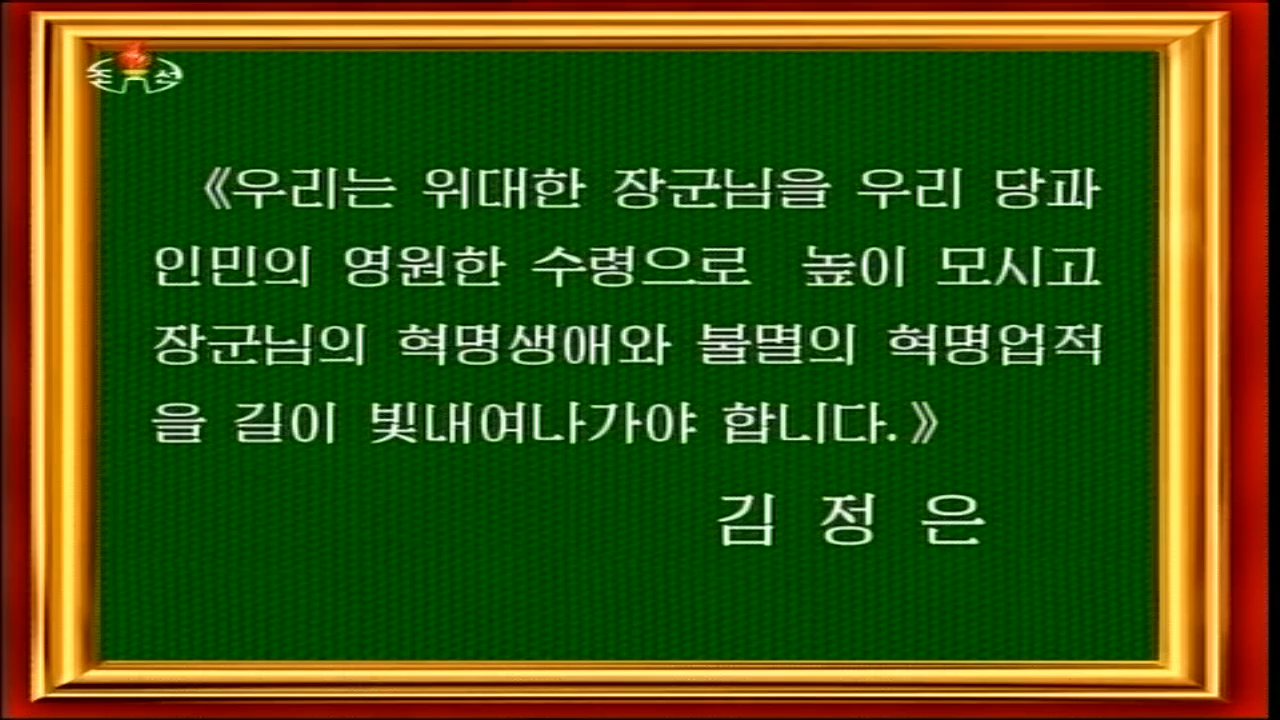 조선
《우리는 위대한 장군님을 우리 당과
인민의 영원한 수령으로 높이 모시고
장군님의 혁명생애와 불멸의 혁명업적
을 길이 빛내여나가야 합니다.》
김정은